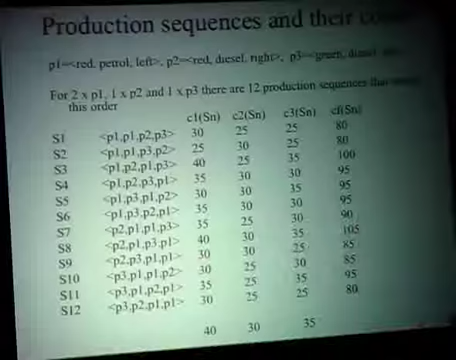 Production sequences and their
p1=<red, petrol, left>, p2=<red, diesel, right>, p3=<green, diesel,
For 2 x p1, 1 x p2 and 1 x p3 there are 12 production sequences that
this order
c1(Sn) c2(Sn) c3(Sn) cf(Sn)
S1 <p1,p1,p2,p3> 30 25 25 80
S2 <p1,p1,p3,p2> 25 30 25 80
S3 <p1,p2,p1,p3> 40 25 35 100
S4 <p1,p2,p3,p1> 35 30 30 95
S5 <p1,p3,p1,p2> 30 30 35 95
S6 <p1,p3,p2,p1> 35 30 30 95
S7 <p2,p1,p1,p3> 35 25 30 90
S8 <p2,p1,p3,p1> 40 30 35 105
S9 <p2,p3,p1,p1> 30 30 25 85
S10 <p3,p1,p1,p2> 30 25 30 85
S11 <p3,p1,p2,p1> 35 25 35 95
S12 <p3,p2,p1,p1> 30 25 25 80
40 30 35